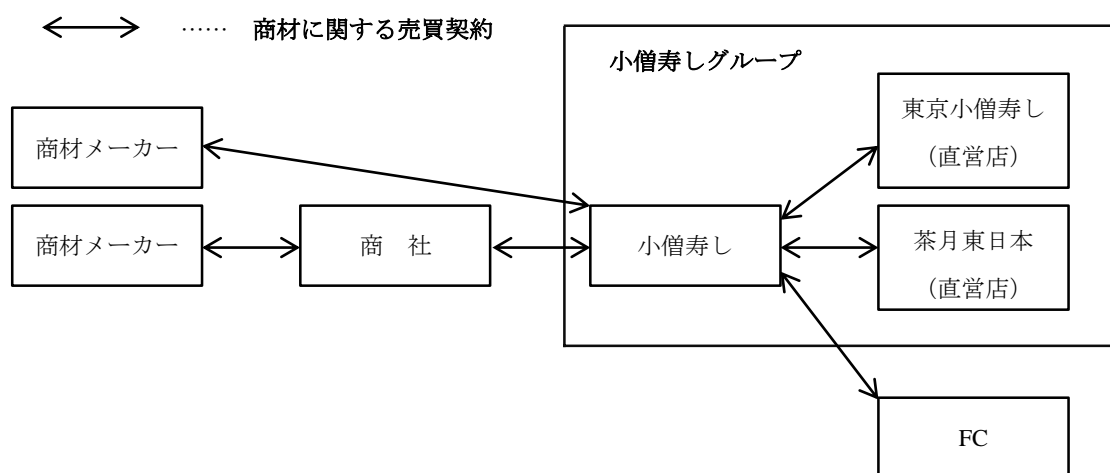 …… 商材に関する売買契約
小僧寿しグループ
東京小僧寿し
（直営店）
商材メーカー
商材メーカー
商 社
小僧寿し
茶月東日本
（直営店）
FC